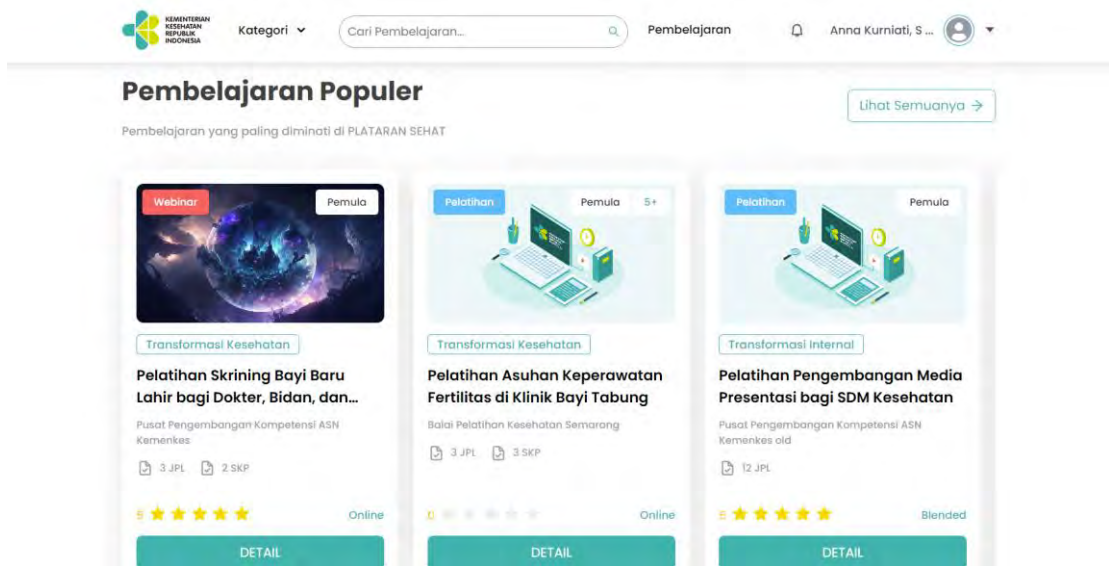 KEMENTERIAN
KESEHATAN
REPUBLIK
INDONESIA
Kategori
Cari Pembelajaran...
Pembelajaran
Anna Kurniati, S ...
Pembelajaran Populer
Lihat Semuanya →
Pembelajaran yang paling diminati di PLATARAN SEHAT
Webinar
Pemula
Pelatihan
Pemula
5+
Pelatihan
Pemula
Transformasi Kesehatan
Transformasi Kesehatan
Transformasi Internal
Pelatihan Skrining Bayi Baru
Lahir bagi Dokter, Bidan, dan...
Pelatihan Asuhan Keperawatan
Fertilitas di Klinik Bayi Tabung
Pelatihan Pengembangan Media
Presentasi bagi SDM Kesehatan
Pusat Pengembangan Kompetensi ASN
Kemenkes
Balai Pelatihan Kesehatan Semarang
Pusat Pengembangan Kompetensi ASN
Kemenkes old
3 JPL 2 SKP
3 JPL 3 SKP
12 JPL
5
Online
0
Online
5
Blended
DETAIL
DETAIL
DETAIL